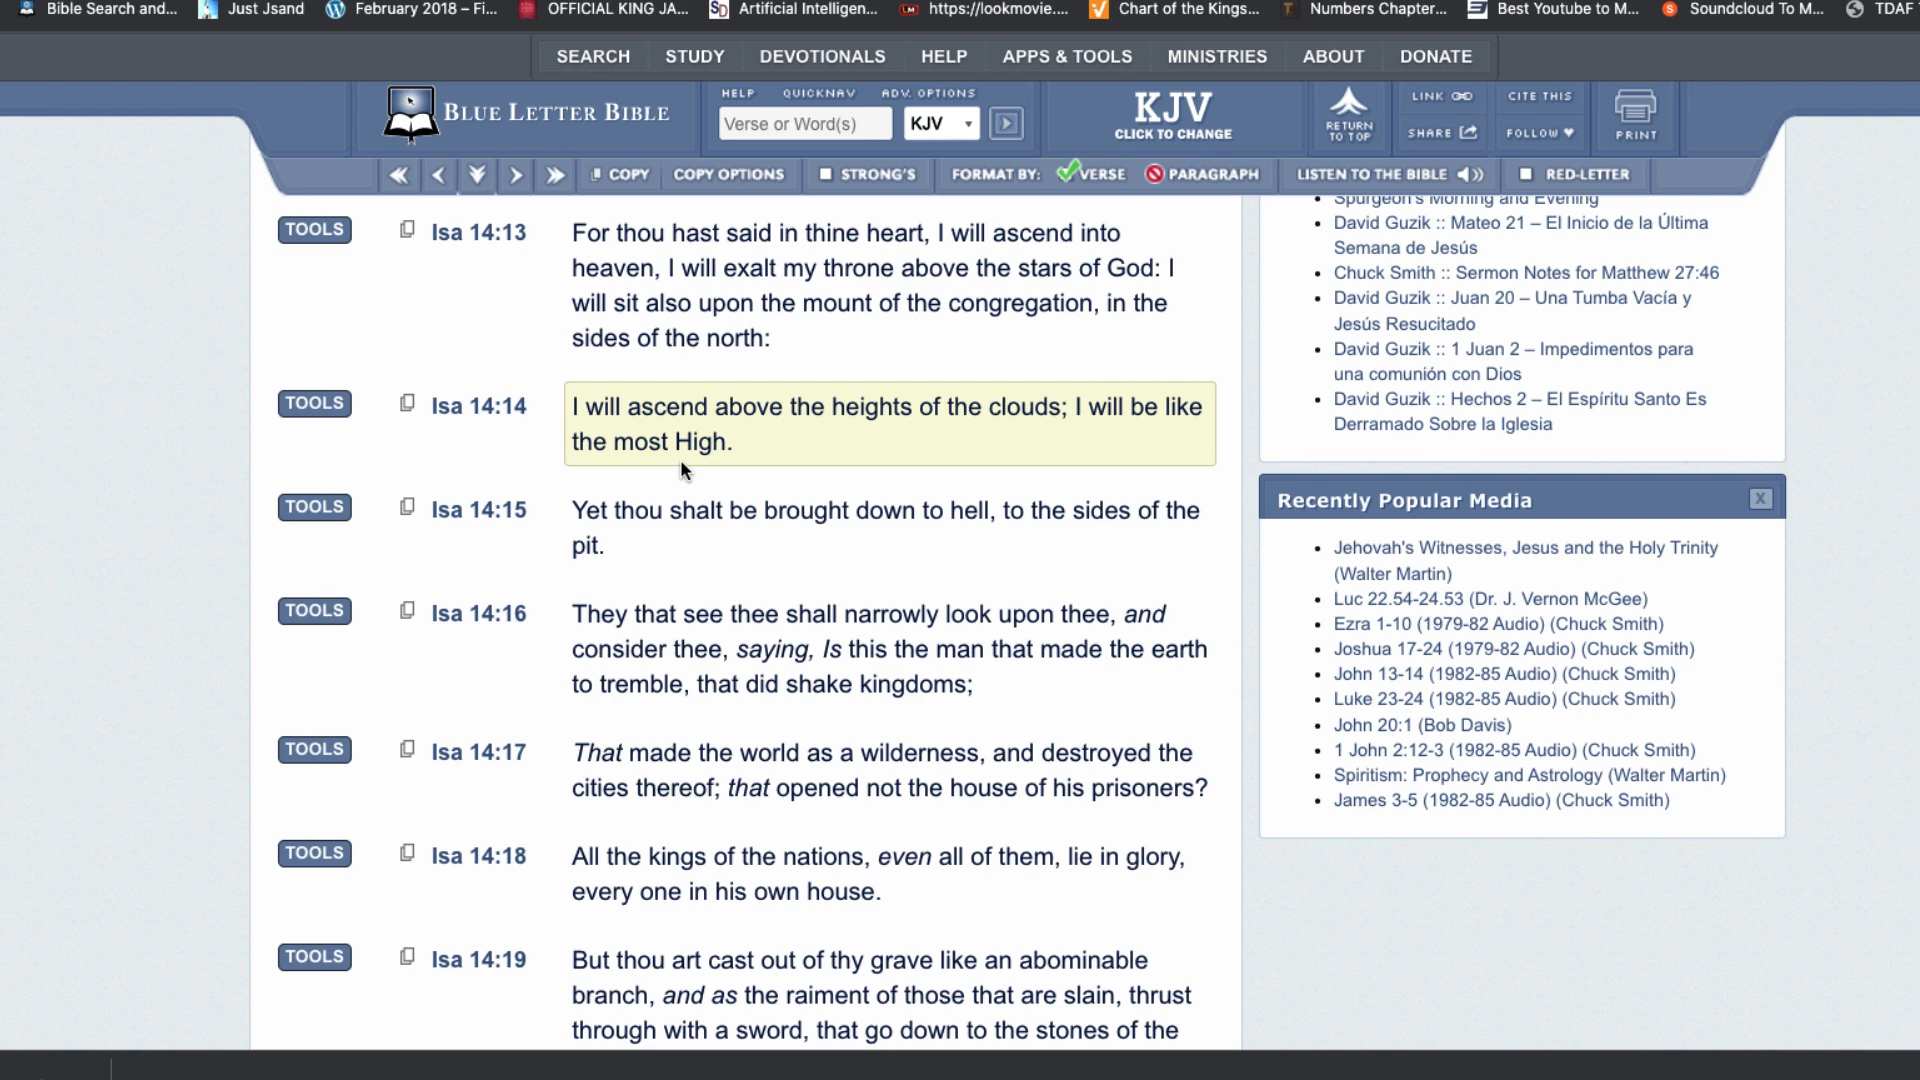 Bible Search and... Just Jsand February 2018 – Fi... OFFICIAL KING JA... Artificial Intelligen... https://lookmovie.... Chart of the Kings... Numbers Chapter... Best Youtube to M... Soundcloud To M... TDAF
SEARCH STUDY DEVOTIONALS HELP APPS & TOOLS MINISTRIES ABOUT DONATE
BLUE LETTER BIBLE
HELP QUICKNAV ADV. OPTIONS
Verse or Word(s) KJV
KJV
CLICK TO CHANGE
RETURN
TO TOP
LINK CITE THIS
SHARE FOLLOW
PRINT
COPY COPY OPTIONS STRONG'S FORMAT BY: VERSE PARAGRAPH LISTEN TO THE BIBLE RED-LETTER
TOOLS Isa 14:13 For thou hast said in thine heart, I will ascend into
heaven, I will exalt my throne above the stars of God: I
will sit also upon the mount of the congregation, in the
sides of the north:
TOOLS Isa 14:14 I will ascend above the heights of the clouds; I will be like
the most High.
TOOLS Isa 14:15 Yet thou shalt be brought down to hell, to the sides of the
pit.
TOOLS Isa 14:16 They that see thee shall narrowly look upon thee, and
consider thee, saying, Is this the man that made the earth
to tremble, that did shake kingdoms;
TOOLS Isa 14:17 That made the world as a wilderness, and destroyed the
cities thereof; that opened not the house of his prisoners?
TOOLS Isa 14:18 All the kings of the nations, even all of them, lie in glory,
every one in his own house.
TOOLS Isa 14:19 But thou art cast out of thy grave like an abominable
branch, and as the raiment of those that are slain, thrust
through with a sword, that go down to the stones of the
Spurgeon's Morning and Evening
David Guzik :: Mateo 21 – El Inicio de la Última
Semana de Jesús
Chuck Smith :: Sermon Notes for Matthew 27:46
David Guzik :: Juan 20 – Una Tumba Vacía y
Jesús Resucitado
David Guzik :: 1 Juan 2 – Impedimentos para
una comunión con Dios
David Guzik :: Hechos 2 – El Espíritu Santo Es
Derramado Sobre la Iglesia
Recently Popular Media X
Jehovah's Witnesses, Jesus and the Holy Trinity
(Walter Martin)
Luc 22.54-24.53 (Dr. J. Vernon McGee)
Ezra 1-10 (1979-82 Audio) (Chuck Smith)
Joshua 17-24 (1979-82 Audio) (Chuck Smith)
John 13-14 (1982-85 Audio) (Chuck Smith)
Luke 23-24 (1982-85 Audio) (Chuck Smith)
John 20:1 (Bob Davis)
1 John 2:12-3 (1982-85 Audio) (Chuck Smith)
Spiritism: Prophecy and Astrology (Walter Martin)
James 3-5 (1982-85 Audio) (Chuck Smith)